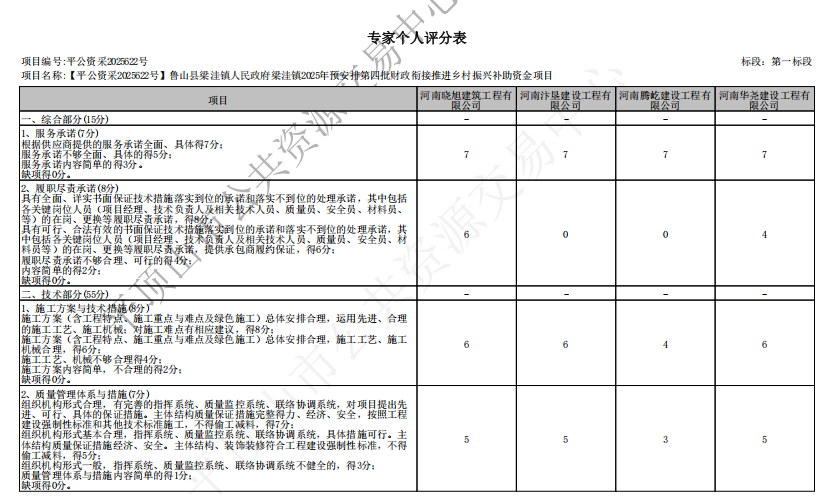 专家个人评分表
项目编号:平公资采2025622号
标段：第一标段
项目名称:【平公资采2025622号】鲁山县梁洼镇人民政府梁洼镇2025年预安排第四批财政衔接推进乡村振兴补助资金项目
项目
河南晓旭建筑工程有限公司
河南汴垦建设工程有限公司
河南腾屹建设工程有限公司
河南华尧建设工程有限公司
一、综合部分(15分)
-
-
-
-
1、服务承诺(7分)
根据供应商提供的服务承诺全面、具体得7分；
服务承诺不够全面、具体的得5分；
服务承诺内容简单的得3分。
缺项得0分。
7
7
7
7
2、履职尽责承诺(8分)
具有全面、详实书面保证技术措施落实到位的承诺和落实不到位的处理承诺，其中包括
各关键岗位人员（项目经理、技术负责人及相关技术人员、质量员、安全员、材料员、
等）的在岗、更换等履职尽责承诺，得8分；
具有可行、合法有效的书面保证技术措施落实到位的承诺和落实不到位的处理承诺，其
中包括各关键岗位人员（项目经理、技术负责人及相关技术人员、质量员、安全员、材
料员等）的在岗、更换等履职尽责承诺，提供承包商履约保证，得6分；
履职尽责承诺不够合理、可行的得4分；
内容简单的得2分；
缺项得0分。
6
0
0
4
二、技术部分(55分)
-
-
-
-
1、施工方案与技术措施(8分)
施工方案（含工程特点、施工重点与难点及绿色施工）总体安排合理，运用先进、合理
的施工工艺、施工机械；对施工难点有相应建议，得8分；
施工方案（含工程特点、施工重点与难点及绿色施工）总体安排合理，施工工艺、施工
机械合理，得6分；
施工工艺、机械不够合理得4分；
施工方案内容简单，不合理的得2分；
缺项得0分。
6
6
4
6
2、质量管理体系与措施(7分)
组织机构形式合理，有完善的指挥系统、质量监控系统、联络协调系统，对项目提出先
进、可行、具体的保证措施。主体结构质量保证措施完整得力、经济、安全，按照工程
建设强制性标准和其他技术标准施工，不得偷工减料，得7分；
组织机构形式基本合理，指挥系统、质量监控系统、联络协调系统，具体措施可行。主
体结构质量保证措施经济、安全。主体结构、装饰装修符合工程建设强制性标准，不得
偷工减料，得5分；
组织机构形式一般，指挥系统、质量监控系统、联络协调系统不健全的，得3分；
质量管理体系与措施内容简单的得1分；
缺项得0分。
5
5
3
5
平顶山市公共资源交易中心